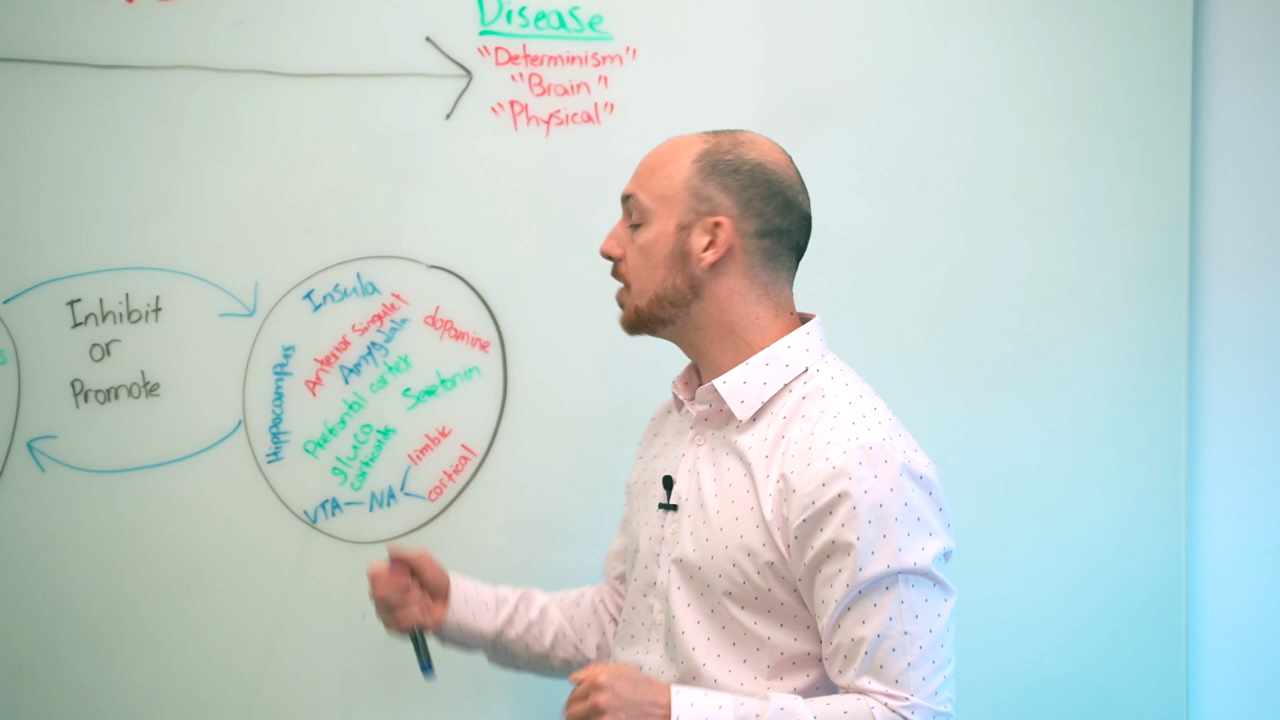 Disease
"Determinism"
"Brain"
"Physical"
Inhibit
or
Promote
Insula
Anterior Singulet
Amygdala
dopamine
Hippocampus
Prefrontal cortex
Serotonin
gluco
corticoids
limbic
cortical
VTA-NA